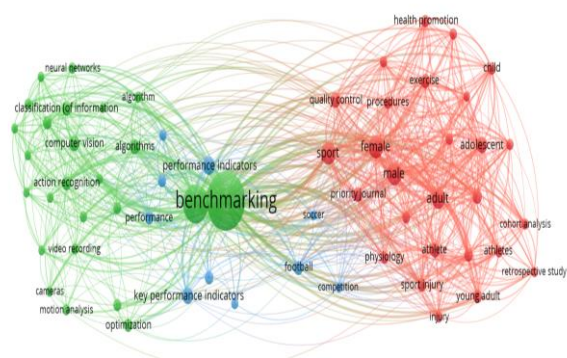 health promotion
neural networks
child
exercise
algorithm
quality control
procedures
classification (of information)
computer vision
algorithms
sport
female
adolescent
performance indicators
male
action recognition
benchmarking
priority journal
adult
performance
soccer
cohort analysis
video recording
physiology
athlete
athletes
football
retrospective study
cameras
key performance indicators
competition
sport injury
young adult
motion analysis
optimization
injury